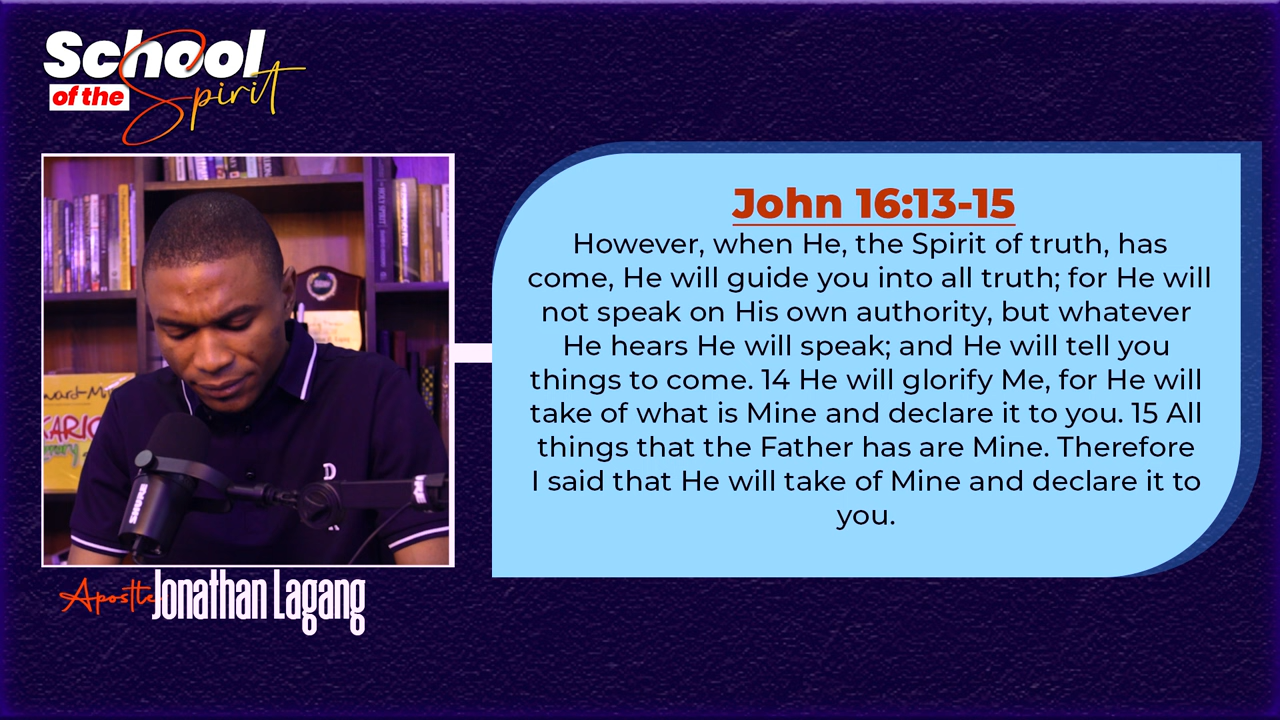 School
of the
Spirit
John 16:13-15
However, when He, the Spirit of truth, has
come, He will guide you into all truth; for He will
not speak on His own authority, but whatever
He hears He will speak; and He will tell you
things to come. 14 He will glorify Me, for He will
take of what is Mine and declare it to you. 15 All
things that the Father has are Mine. Therefore
I said that He will take of Mine and declare it to
you.
SHURE
Apostle Jonathan Lagang